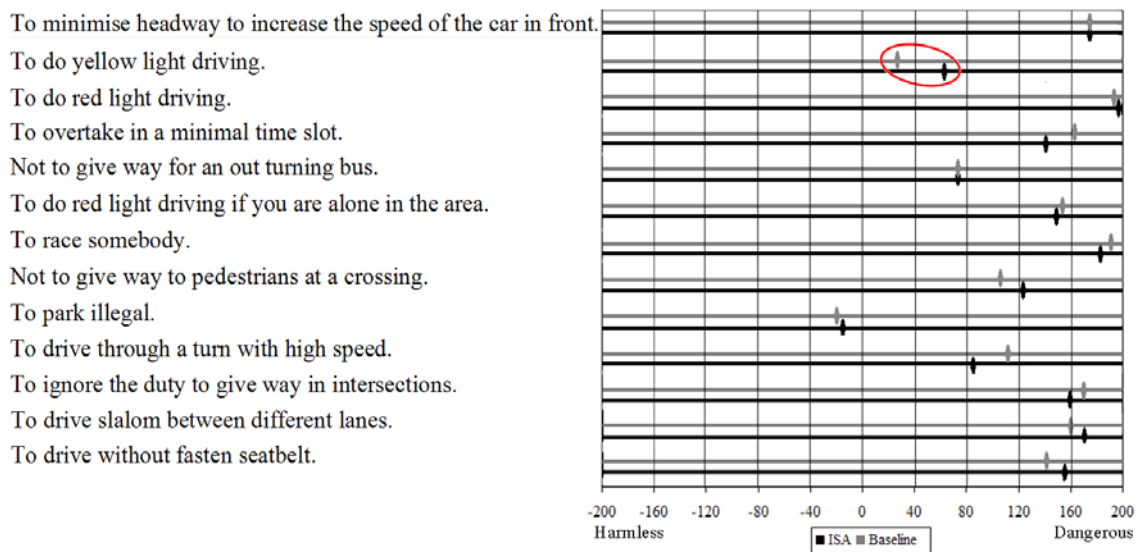 To minimise headway to increase the speed of the car in front.
To do yellow light driving.
To do red light driving.
To overtake in a minimal time slot.
Not to give way for an out turning bus.
To do red light driving if you are alone in the area.
To race somebody.
Not to give way to pedestrians at a crossing.
To park illegal.
To drive through a turn with high speed.
To ignore the duty to give way in intersections.
To drive slalom between different lanes.
To drive without fasten seatbelt.
-200 -160 -120 -80 -40 0 40 80 120 160 200
Harmless Dangerous
ISA Baseline